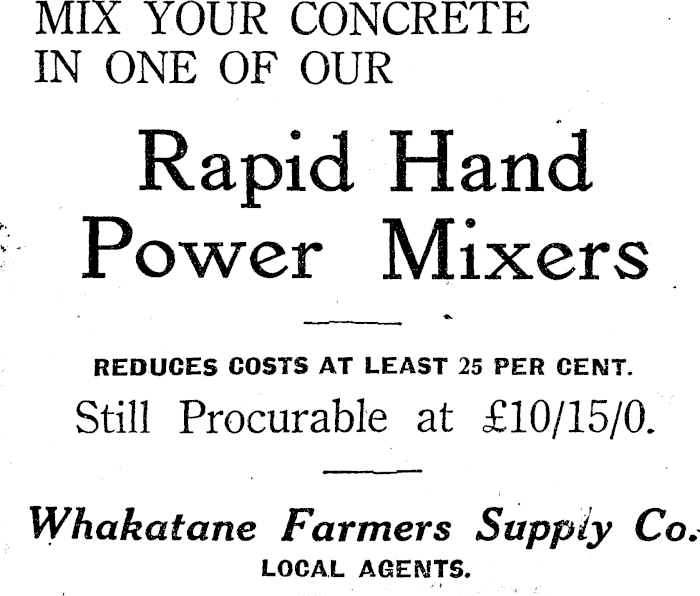 MIX YOUR CONCRETE
IN ONE OF OUR
Rapid Hand
Power Mixers
REDUCES COSTS AT LEAST 25 PER CENT.
Still Procurable at £10/15/0.
Whakatane Farmers Supply Co.
LOCAL AGENTS.